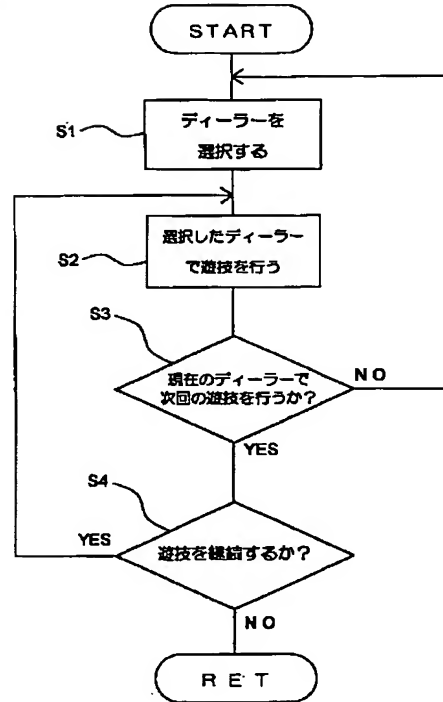 START
S1
ディーラーを
選択する
S2
選択したディーラー
で遊技を行う
S3
現在のディーラーで
次回の遊技を行うか？
NO
YES
S4
YES
遊技を継続するか？
NO
RET